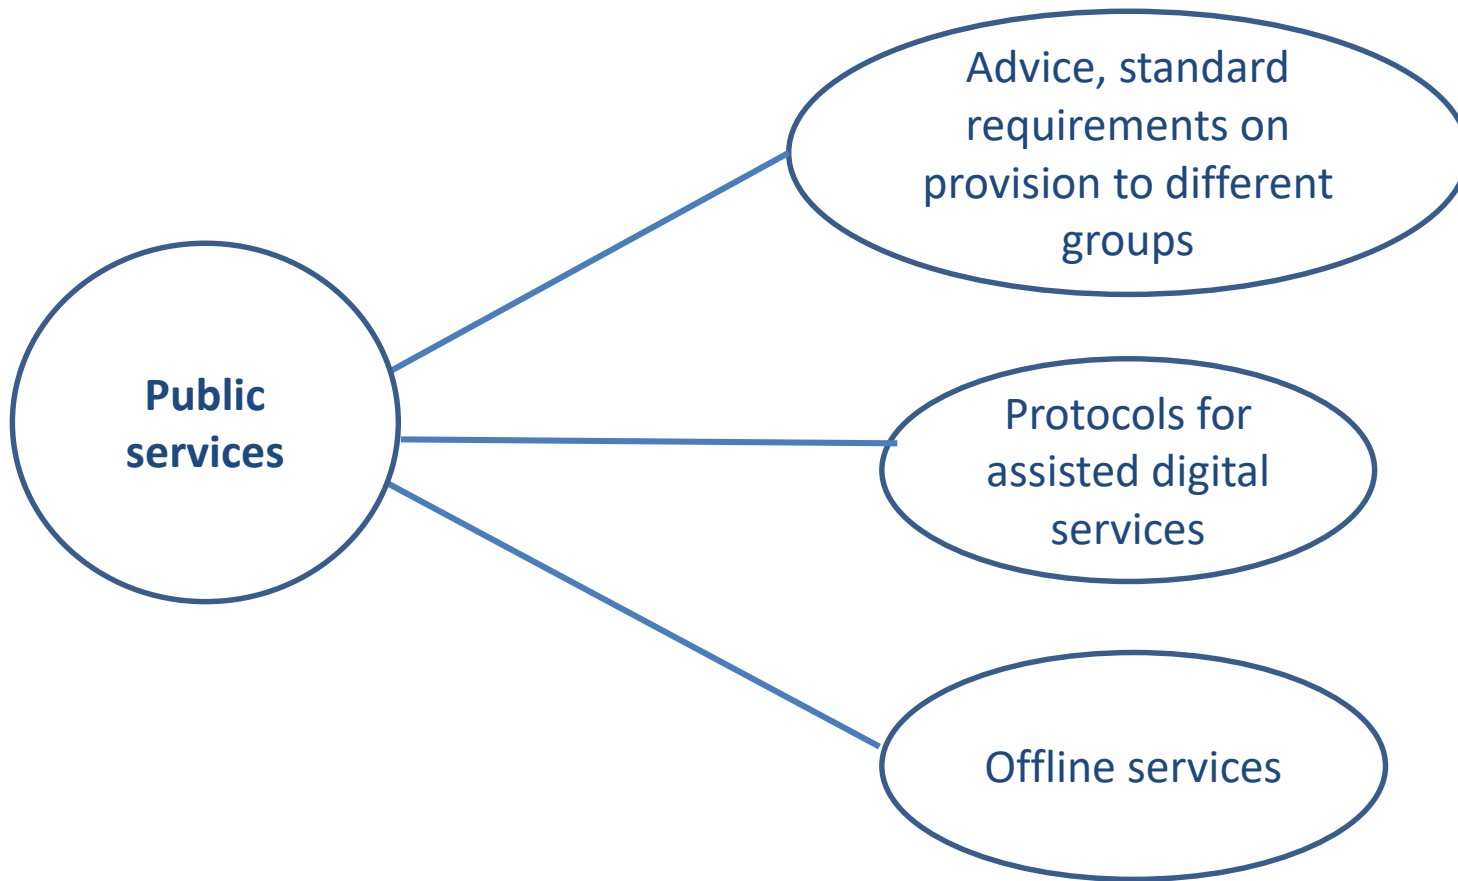 Public
services
Advice, standard
requirements on
provision to different
groups
Protocols for
assisted digital
services
Offline services